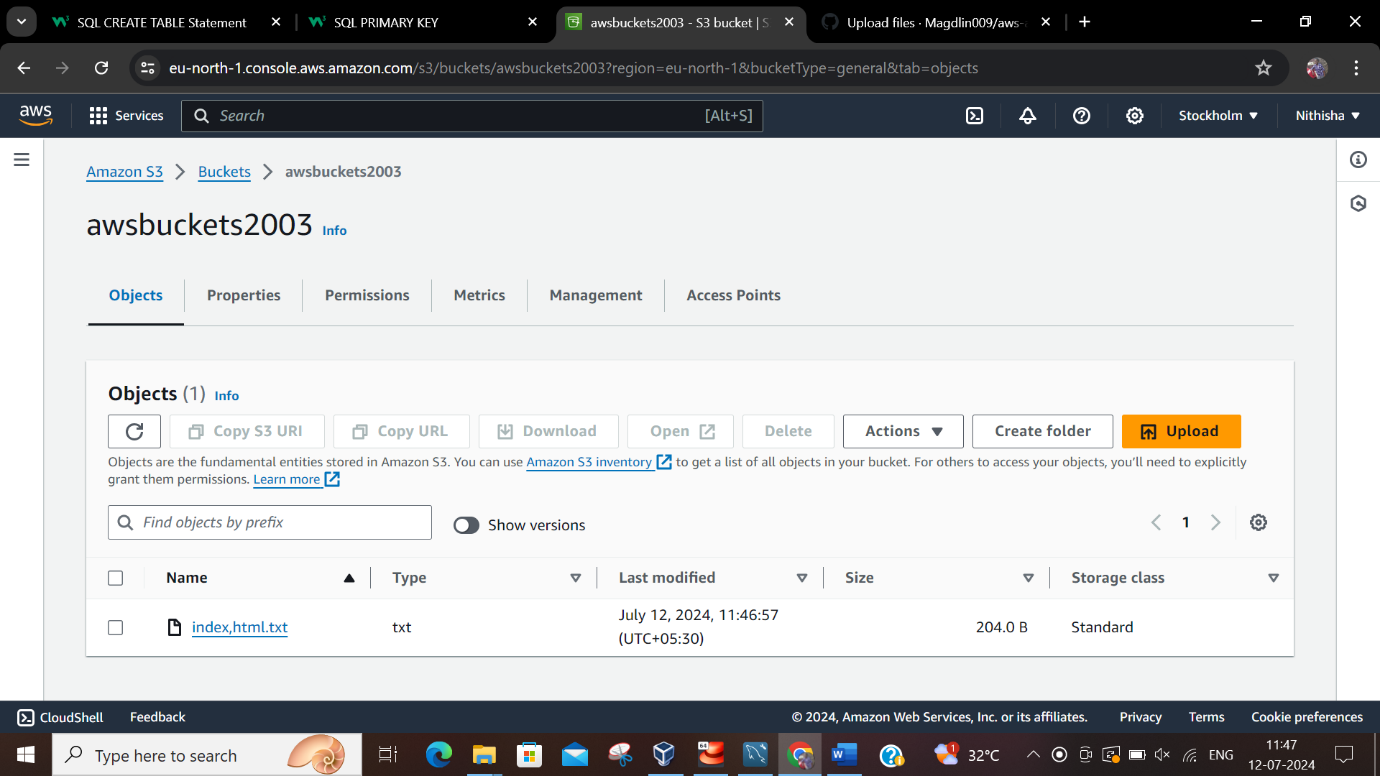 SQL CREATE TABLE Statement
SQL PRIMARY KEY
awsbuckets2003 - S3 bucket | S
Upload files · Magdlin009/aws-
eu-north-1.console.aws.amazon.com/s3/buckets/awsbuckets2003?region=eu-north-1&bucketType=general&tab=objects
aws
Services
Search
[Alt+S]
Stockholm
Nithisha
Amazon S3
Buckets
awsbuckets2003
awsbuckets2003 Info
Objects
Properties
Permissions
Metrics
Management
Access Points
Objects (1) Info
Copy S3 URI
Copy URL
Download
Open
Delete
Actions
Create folder
Upload
Objects are the fundamental entities stored in Amazon S3. You can use Amazon S3 inventory to get a list of all objects in your bucket. For others to access your objects, you'll need to explicitly
grant them permissions. Learn more
Find objects by prefix
Show versions
1
Name
Type
Last modified
Size
Storage class
index,html.txt
txt
July 12, 2024, 11:46:57
(UTC+05:30)
204.0 B
Standard
CloudShell
Feedback
© 2024, Amazon Web Services, Inc. or its affiliates.
Privacy
Terms
Cookie preferences
Type here to search
64
W
1
32°C
ENG
11:47
12-07-2024